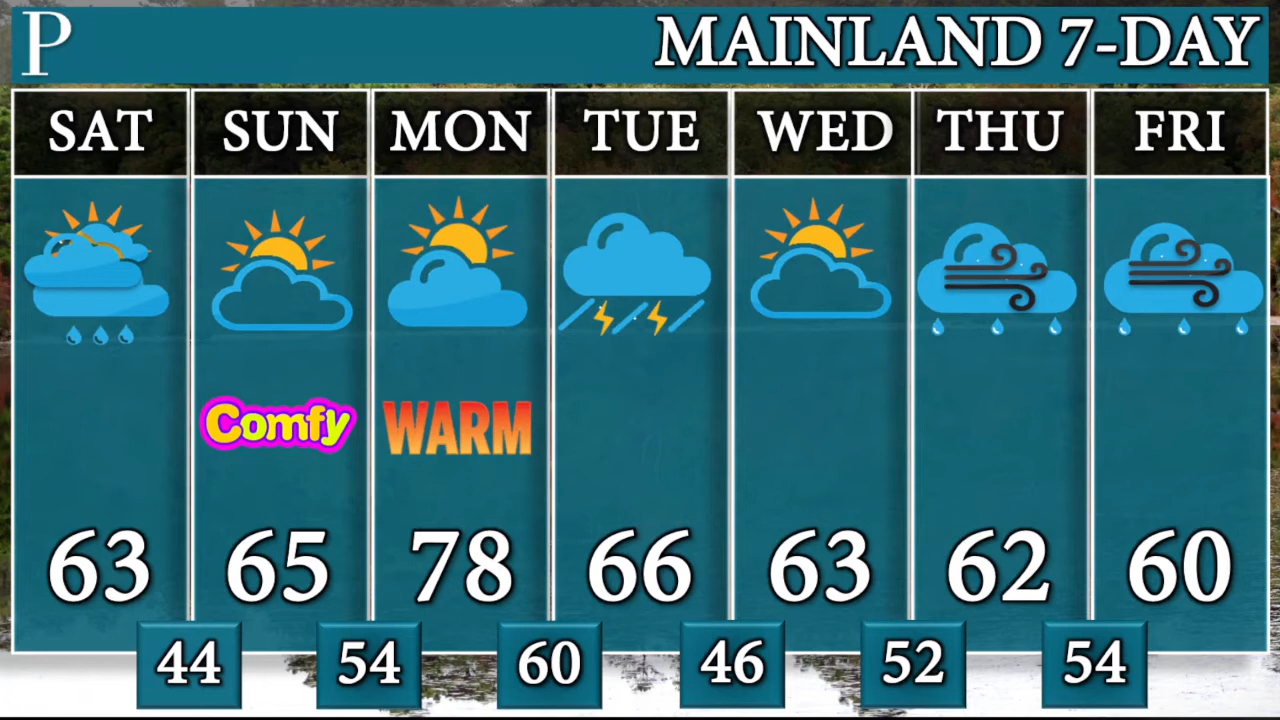 P
MAINLAND 7-DAY
SAT SUN MON TUE WED THU FRI
Comfy WARM
63 65 78 66 63 62 60
44 54 60 46 52 54